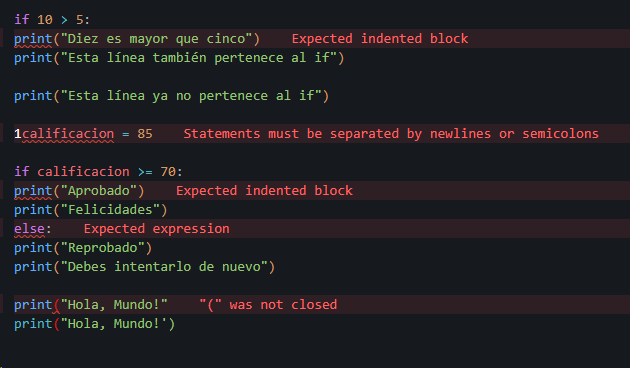 if 10 > 5:
print("Diez es mayor que cinco")    Expected indented block
print("Esta línea también pertenece al if")
print("Esta línea ya no pertenece al if")
1calificacion = 85    Statements must be separated by newlines or semicolons
if calificacion >= 70:
print("Aprobado")    Expected indented block
print("Felicidades")
else:    Expected expression
print("Reprobado")
print("Debes intentarlo de nuevo")
print("Hola, Mundo!"    "(" was not closed
print("Hola, Mundo!')